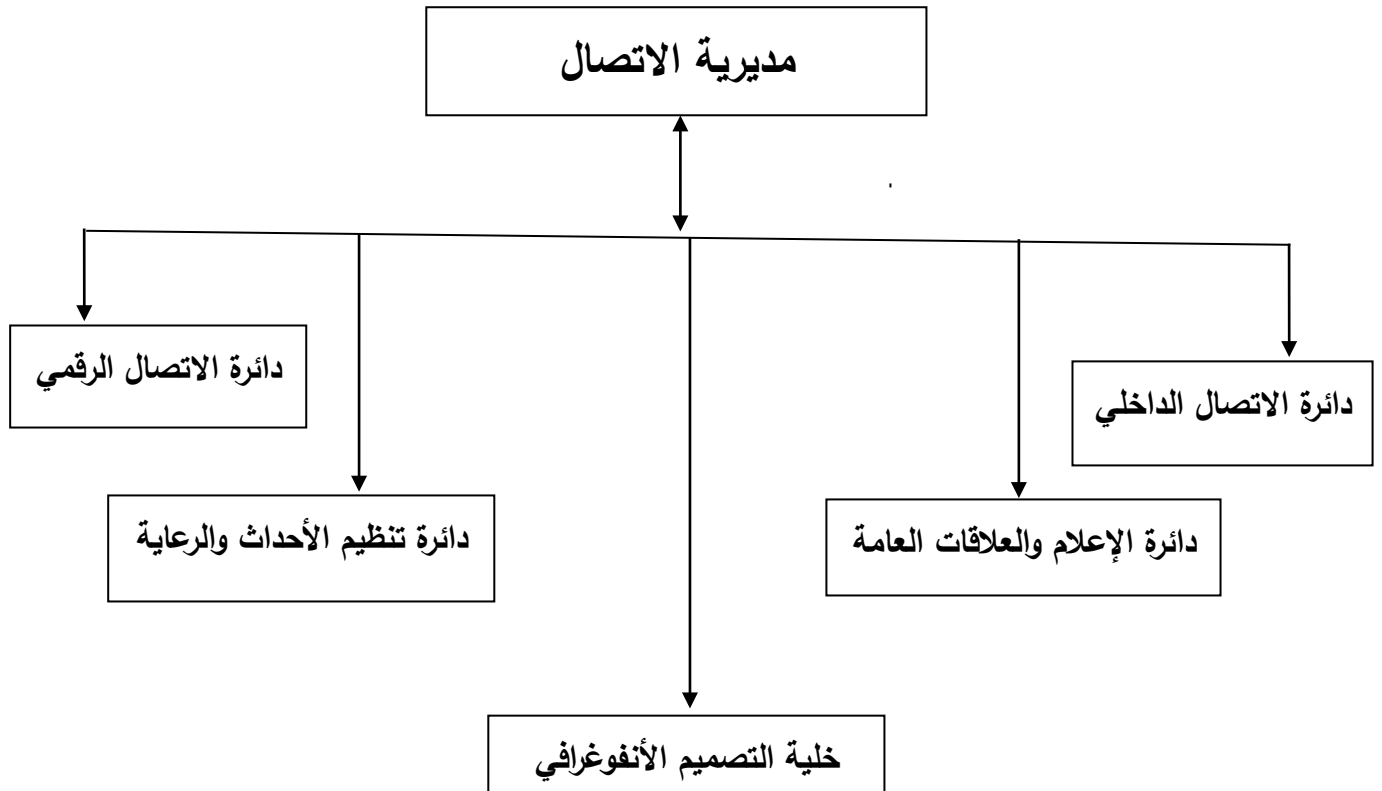 مديرية الاتصال
دائرة الاتصال الداخلي
دائرة الاتصال الرقمي
دائرة الإعلام والعلاقات العامة
دائرة تنظيم الأحداث والرعاية
خلية التصميم الأنفوغرافي